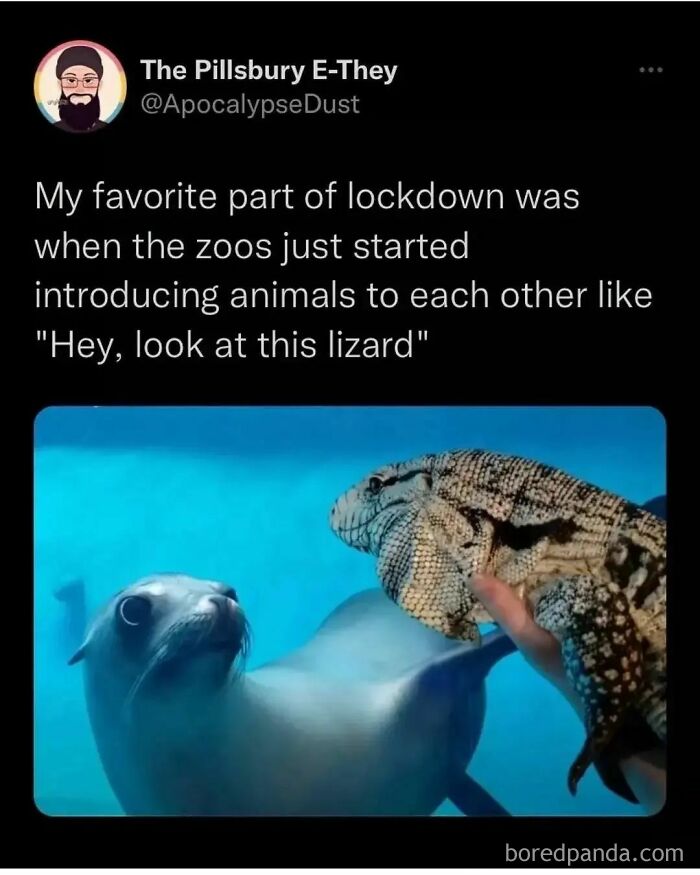 The Pillsbury E-They
@ApocalypseDust
My favorite part of lockdown was
when the zoos just started
introducing animals to each other like
"Hey, look at this lizard"
boredpanda.com